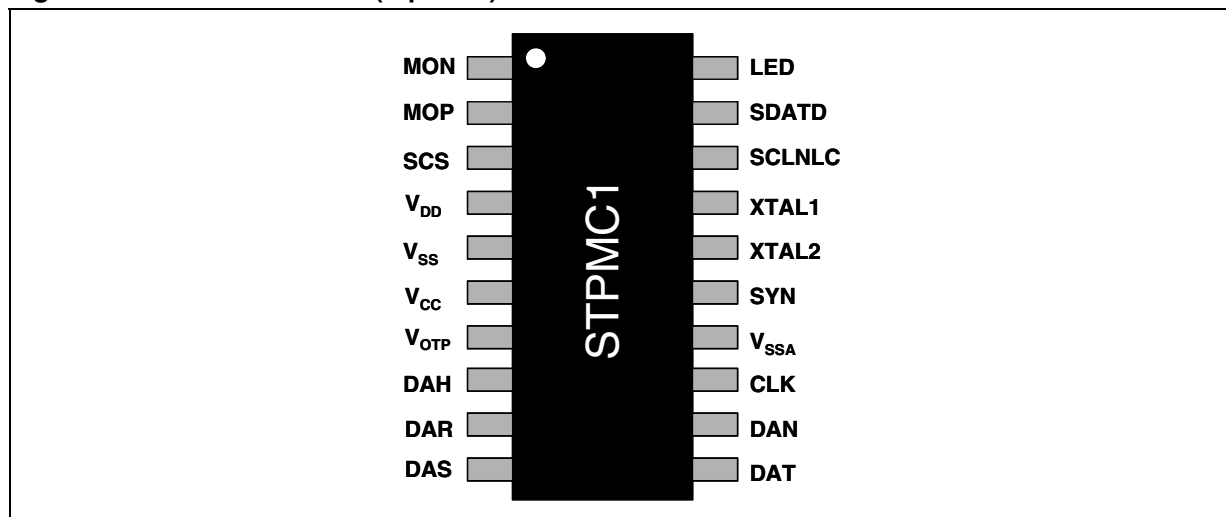 MON LED
MOP SDATD
SCS SCLNLC
VDD XTAL1
VSS XTAL2
VCC SYN
VOTP VSSA
DAH CLK
DAR DAN
DAS DAT
STPMC1